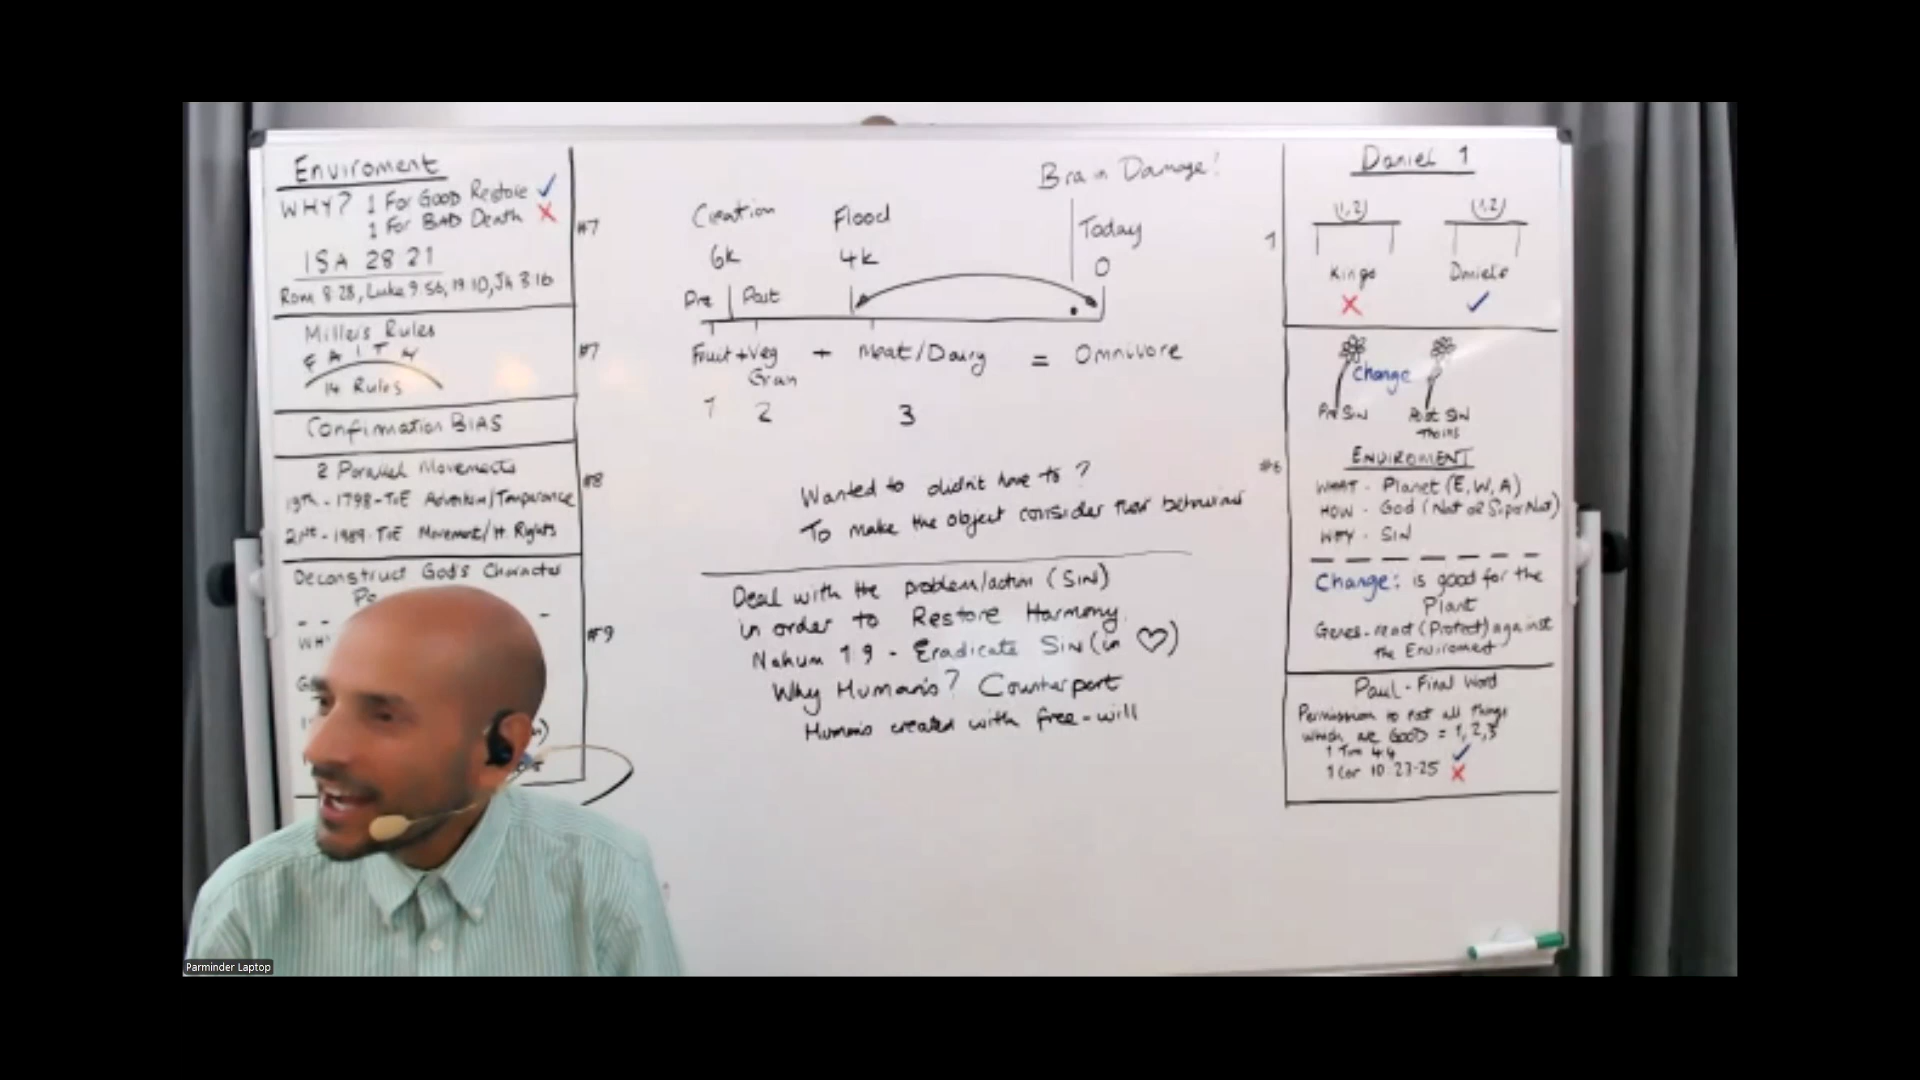 Enviroment
WHY? 1 For Good Restore ✓
1 For BAD Death ✗
ISA 28 21
Rom 8 28, Luke 9 56, 19 10, Jh 3 16
#7
Millers Rules
F A I T H
14 Rules
#7
Confirmation BIAS
2 Parallel Movements
19th - 1798 - ToE Adventism/Temperance
21st - 1989 - ToE Movement/H. Rights
#8
Deconstruct God's Character
#9
Brain Damage!
Creation
Flood
Today
6k
4k
0
Pre
Post
Fruit + Veg + Meat/Dairy = Omnivore
Grain
1 2 3
Wanted to didn't have to?
To make the object consider their behaviour
Deal with the problem/action (SIN)
in order to Restore Harmony
Nahum 1 9 - Eradicate SIN (in ♡)
Why Humans? Counterpart
Humans created with free-will
Daniel 1
(1,2) (1,2)
1
Kings Daniels
✗ ✓
Change
Pre SIN Post SIN
Thorns
ENVIROMENT
#6
WHAT - Planet (E, W, A)
HOW - God (Nat or SuperNat)
WHY - SIN
Change: is good for the
Plant
Genes - react (Protect) against
the Enviroment
Paul - Final Word
Permission to eat all things
which are GOOD = 1, 2, 3
1 Tim 4 4 ✓
1 Cor 10 23-25 ✗
Parminder Laptop